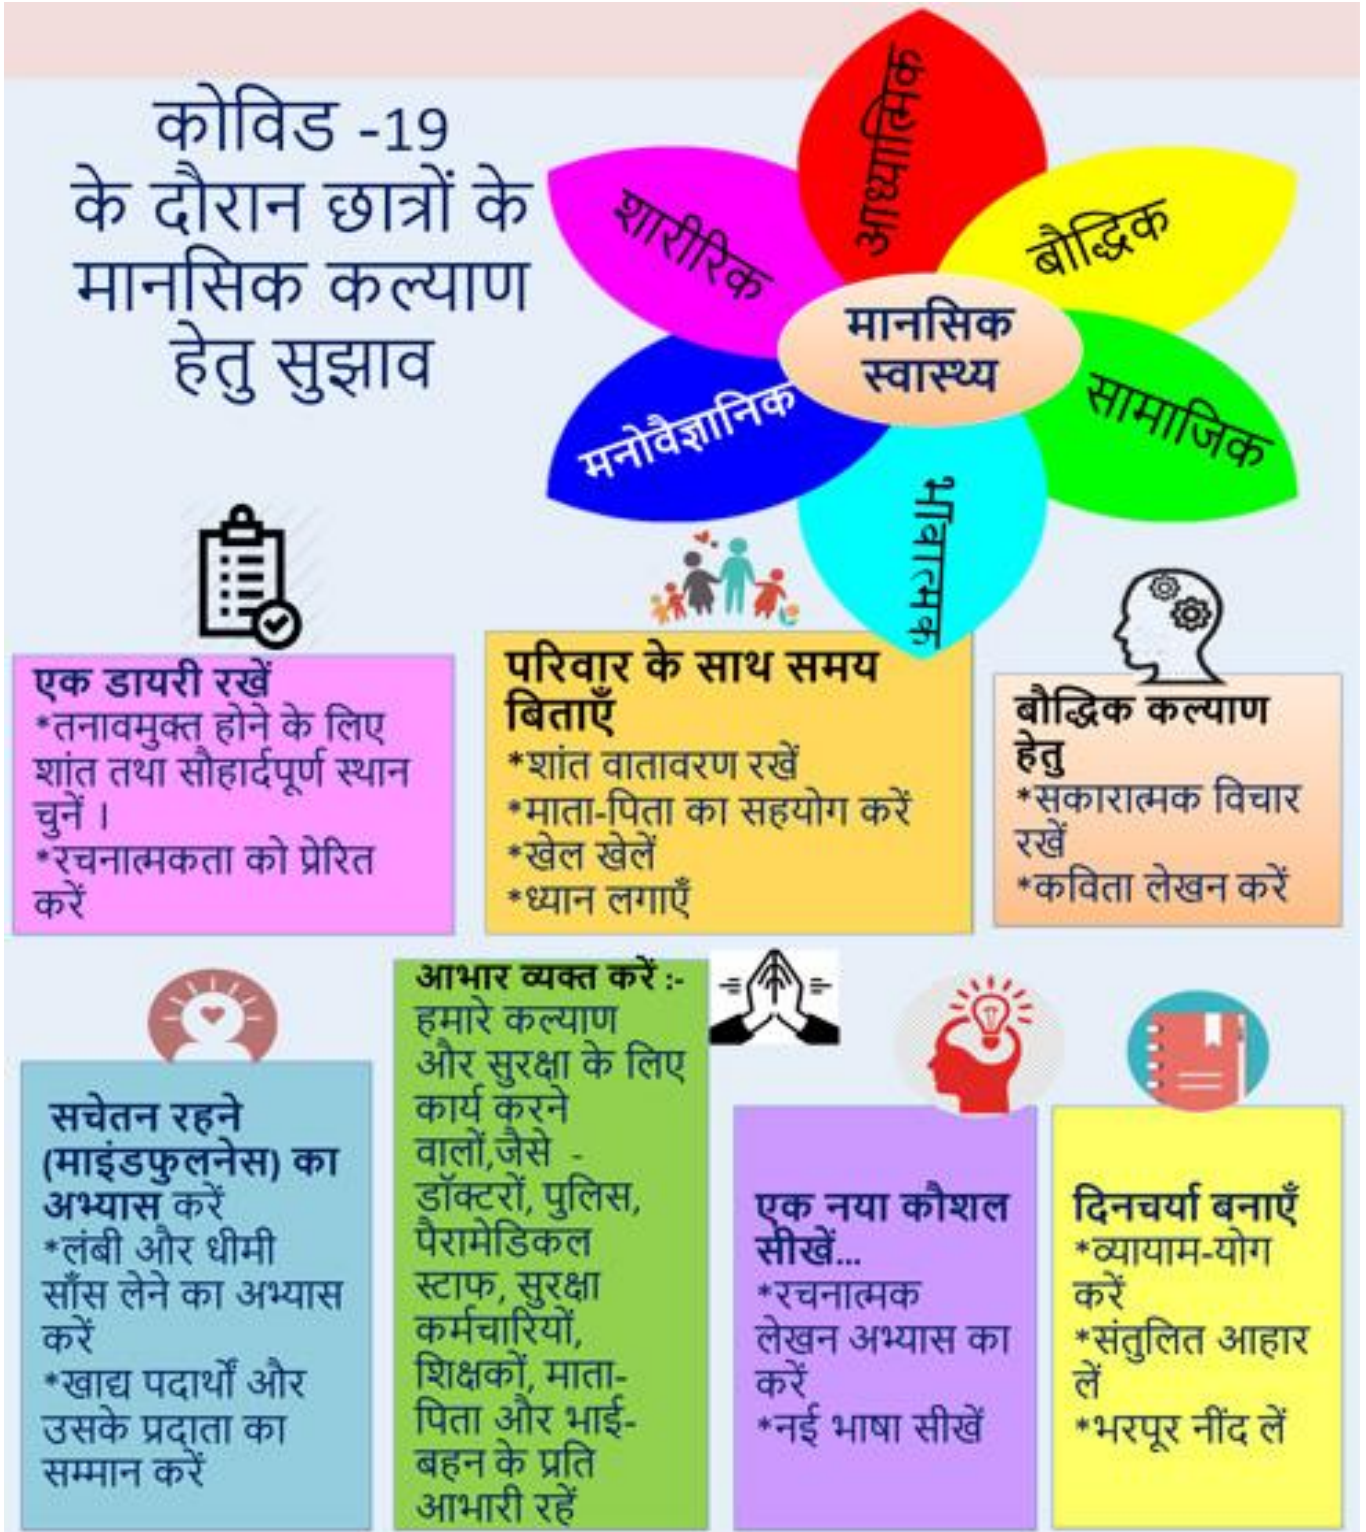 कोविड -19
के दौरान छात्रों के
मानसिक कल्याण
हेतु सुझाव
आध्यात्मिक
शारीरिक
बौद्धिक
मानसिक
स्वास्थ्य
मनोवैज्ञानिक
सामाजिक
भावात्मक
एक डायरी रखें
*तनावमुक्त होने के लिए
शांत तथा सौहार्दपूर्ण स्थान
चुनें ।
*रचनात्मकता को प्रेरित
करें
परिवार के साथ समय
बिताएँ
*शांत वातावरण रखें
*माता-पिता का सहयोग करें
*खेल खेलें
*ध्यान लगाएँ
बौद्धिक कल्याण
हेतु
*सकारात्मक विचार
रखें
*कविता लेखन करें
सचेतन रहने
(माइंडफुलनेस) का
अभ्यास करें
*लंबी और धीमी
साँस लेने का अभ्यास
करें
*खाद्य पदार्थों और
उसके प्रदाता का
सम्मान करें
आभार व्यक्त करें :-
हमारे कल्याण
और सुरक्षा के लिए
कार्य करने
वालों,जैसे -
डॉक्टरों, पुलिस,
पैरामेडिकल
स्टाफ, सुरक्षा
कर्मचारियों,
शिक्षकों, माता-
पिता और भाई-
बहन के प्रति
आभारी रहें
एक नया कौशल
सीखें...
*रचनात्मक
लेखन अभ्यास का
करें
*नई भाषा सीखें
दिनचर्या बनाएँ
*व्यायाम-योग
करें
*संतुलित आहार
लें
*भरपूर नींद लें